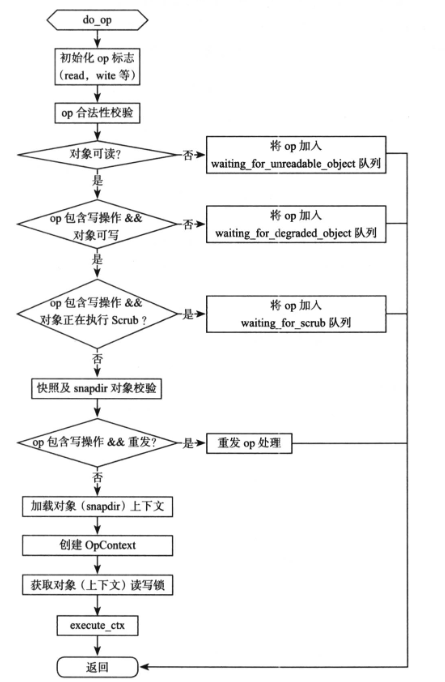 do_op
初始化 op 标志
（read，wite 等）
op 合法性校验
对象可读？
否
将 op 加入
waiting_for_unreadable_object 队列
是
op 包含写操作 &&
对象可写
否
将 op 加入
waiting_for_degraded_object 队列
是
op 包含写操作 &&
对象正在执行 Scrub？
是
将 op 加入
waiting_for_scrub 队列
否
快照及 snapdir 对象校验
op 包含写操作 && 重发？
是
重发 op 处理
否
加载对象（snapdir）上下文
创建 OpContext
获取对象（上下文）读写锁
execute_ctx
返回